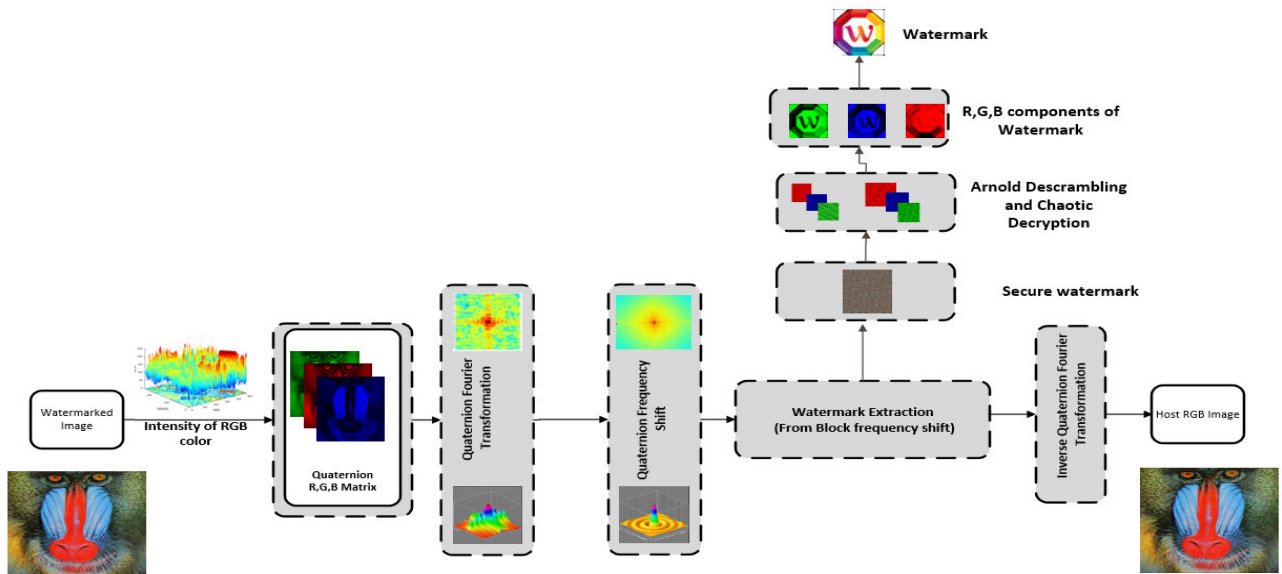 Watermark
R,G,B components of
Watermark
Arnold Descrambling
and Chaotic
Decryption
Secure watermark
Watermarked
Image
Intensity of RGB
color
Quaternion
R,G,B Matrix
Quaternion Fourier
Transformation
Quaternion Frequency
Shift
Watermark Extraction
(From Block frequency shift)
Inverse Quaternion Fourier
Transformation
Host RGB Image
W
W
W